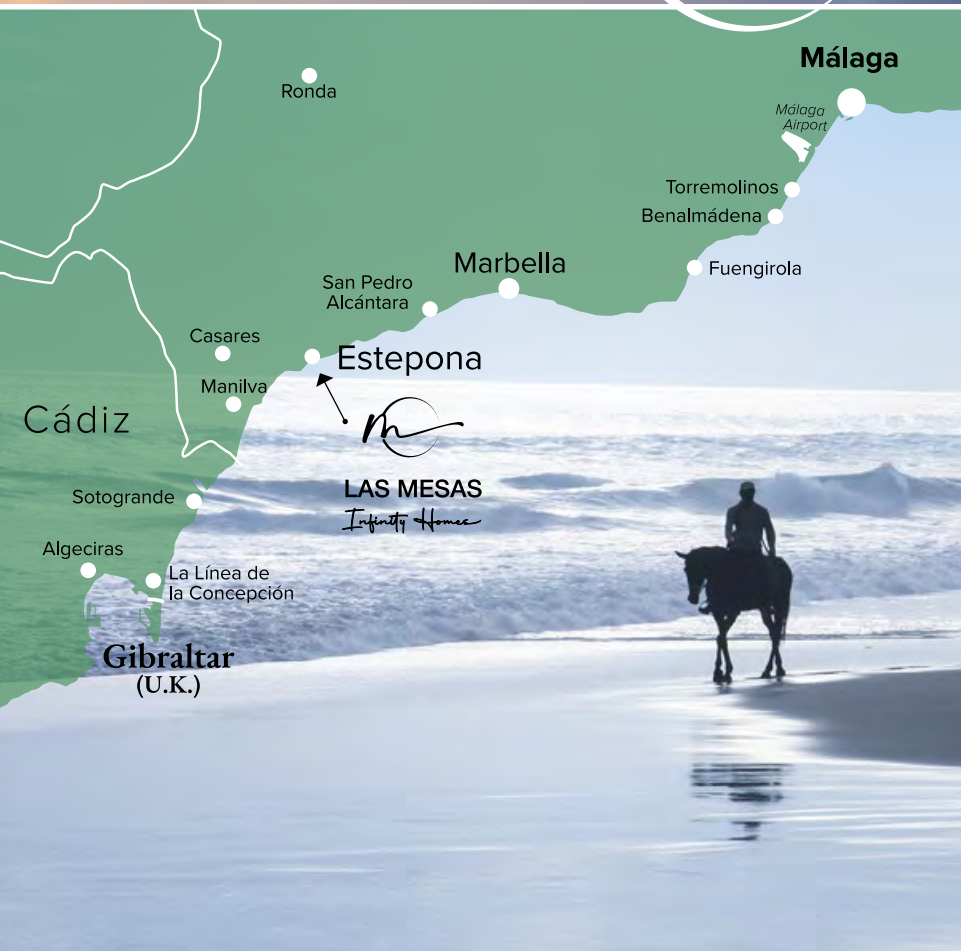 Málaga
Ronda
Málaga
Airport
Torremolinos
Benalmádena
Marbella
Fuengirola
San Pedro
Alcántara
Casares
Estepona
Manilva
Cádiz
m
LAS MESAS
Infinity Homes
Sotogrande
Algeciras
La Línea de
la Concepción
Gibraltar
(U.K.)